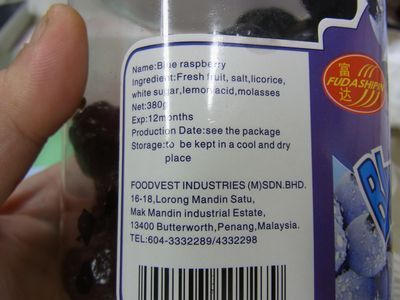 Name:Blue raspberry
Ingredient:Fresh fruit, salt,licorice,
white sugar,lemon,acid,molasses
Net:380g
Exp:12months
Production Date:see the package
Storage:to be kept in a cool and dry
place
FOODVEST INDUSTRIES (M)SDN.BHD.
16-18,Lorong Mandin Satu,
Mak Mandin industrial Estate,
13400 Butterworth,Penang,Malaysia.
TEL:604-3332289/4332298
富
FUDASHIPIN
达